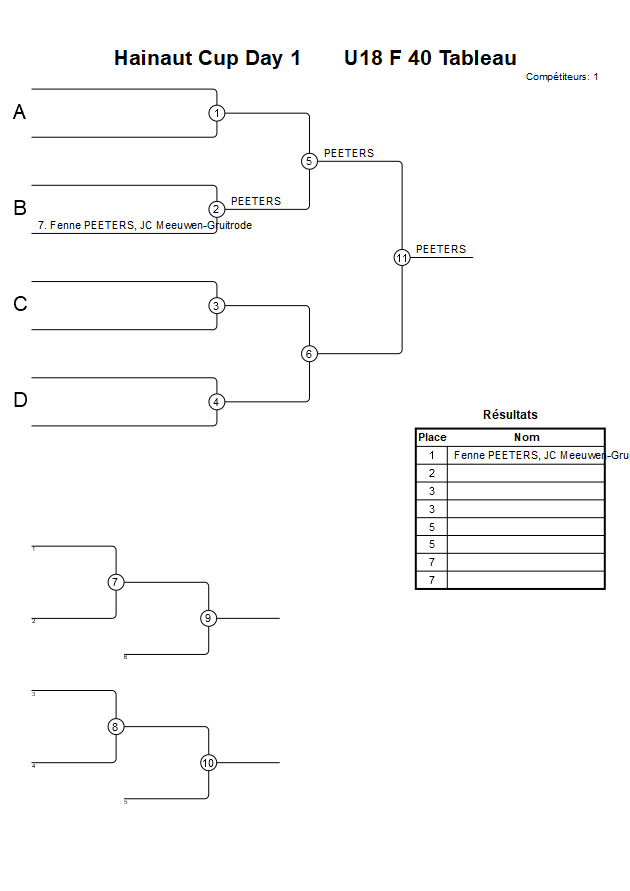 Hainaut Cup Day 1 U18 F 40 Tableau
Compétiteurs: 1
A
1
PEETERS
5
B
PEETERS
2
7. Fenne PEETERS, JC Meeuwen-Gruitrode
PEETERS
11
C
3
6
D
4
Résultats
Place Nom
1 Fenne PEETERS, JC Meeuwen-Gru
2
3
3
5
5
7
7
1
7
9
2
6
3
8
10
4
5